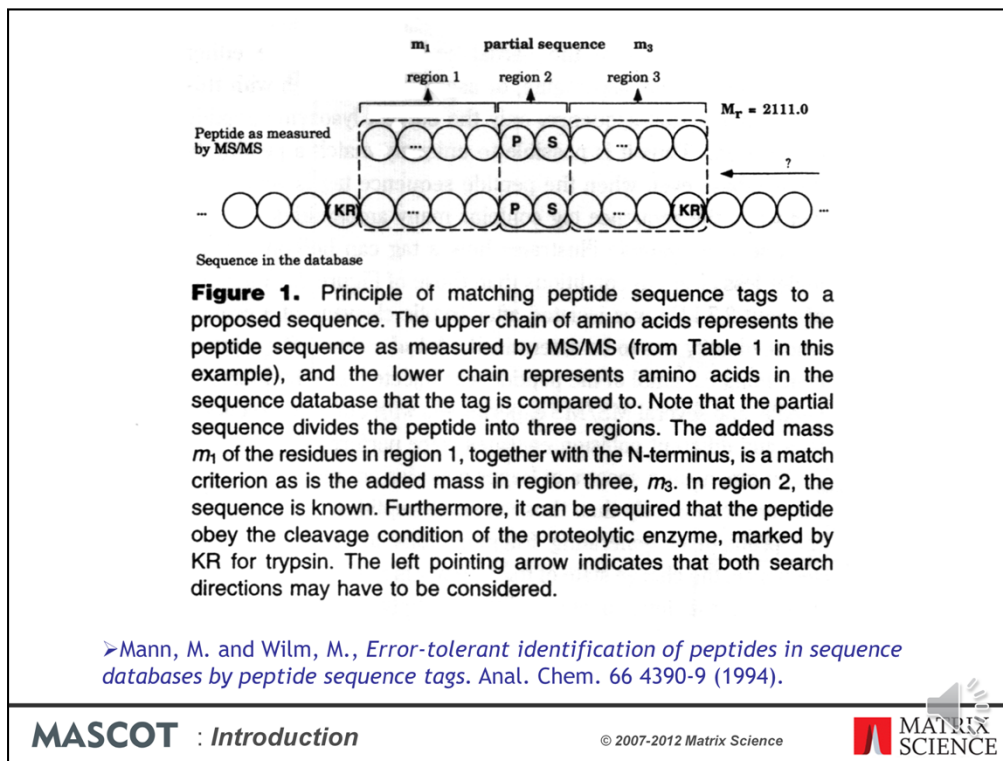 m₁ partial sequence m₃
region 1 region 2 region 3
Mᵣ = 2111.0
Peptide as measured
by MS/MS
... P S ...
?
... (KR) ... P S ... (KR) ...
Sequence in the database
Figure 1. Principle of matching peptide sequence tags to a
proposed sequence. The upper chain of amino acids represents the
peptide sequence as measured by MS/MS (from Table 1 in this
example), and the lower chain represents amino acids in the
sequence database that the tag is compared to. Note that the partial
sequence divides the peptide into three regions. The added mass
m₁ of the residues in region 1, together with the N-terminus, is a match
criterion as is the added mass in region three, m₃. In region 2, the
sequence is known. Furthermore, it can be required that the peptide
obey the cleavage condition of the proteolytic enzyme, marked by
KR for trypsin. The left pointing arrow indicates that both search
directions may have to be considered.
➢Mann, M. and Wilm, M., Error-tolerant identification of peptides in sequence
databases by peptide sequence tags. Anal. Chem. 66 4390-9 (1994).
MASCOT : Introduction
© 2007-2012 Matrix Science
MATRIX
SCIENCE